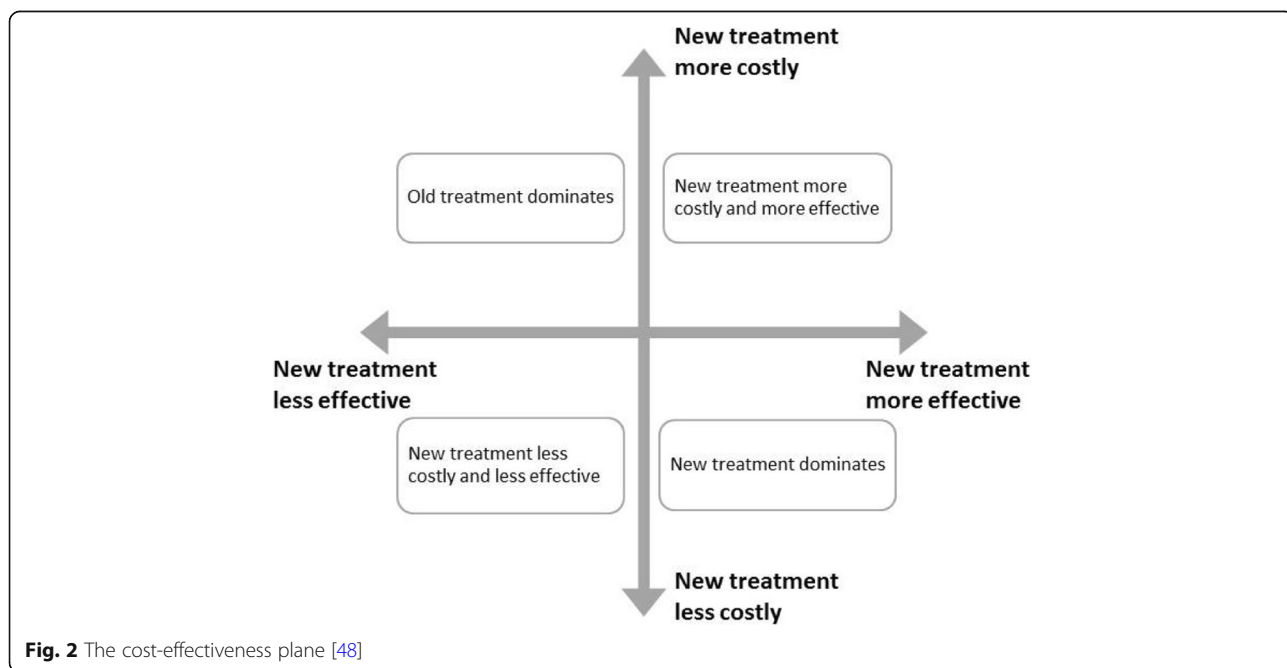 New treatment
more costly
Old treatment dominates
New treatment more
costly and more effective
New treatment
less effective
New treatment
more effective
New treatment less
costly and less effective
New treatment dominates
New treatment
less costly
Fig. 2 The cost-effectiveness plane [48]